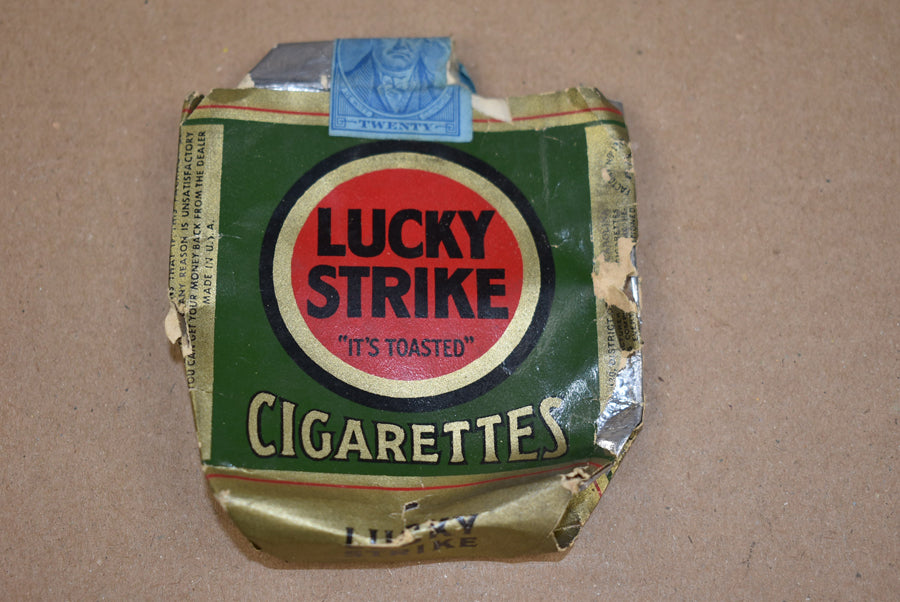 TWENTY
ANY REASON IS UNSATISFACTORY
YOU CAN GET YOUR MONEY BACK FROM THE DEALER
MADE IN U.S.A.
LUCKY
STRIKE
"IT'S TOASTED"
CIGARETTES
LUCKY
STRIKE
DISTRICT